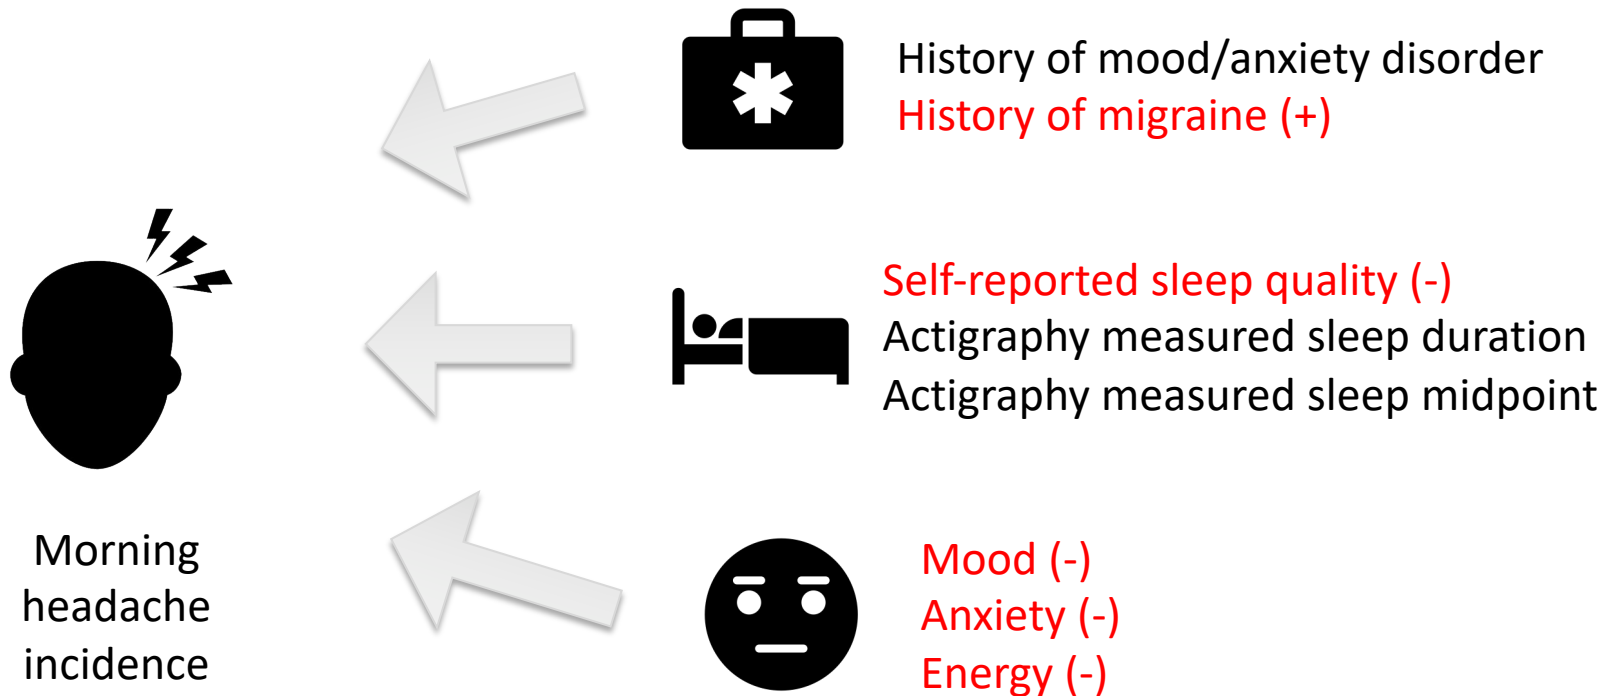 History of mood/anxiety disorder
History of migraine (+)
Self-reported sleep quality (-)
Actigraphy measured sleep duration
Actigraphy measured sleep midpoint
Morning
headache
incidence
Mood (-)
Anxiety (-)
Energy (-)